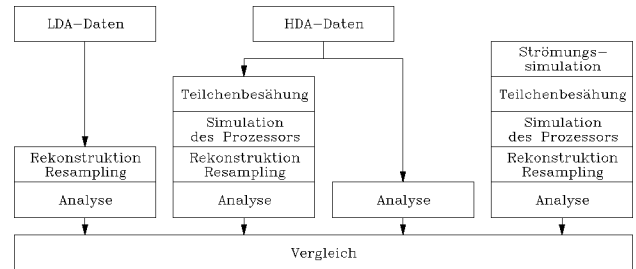 LDA-Daten
Rekonstruktion
Resampling
Analyse
HDA-Daten
Teilchenbesähung
Simulation
des Prozessors
Rekonstruktion
Resampling
Analyse
Analyse
Strömungs-
simulation
Teilchenbesähung
Simulation
des Prozessors
Rekonstruktion
Resampling
Analyse
Vergleich